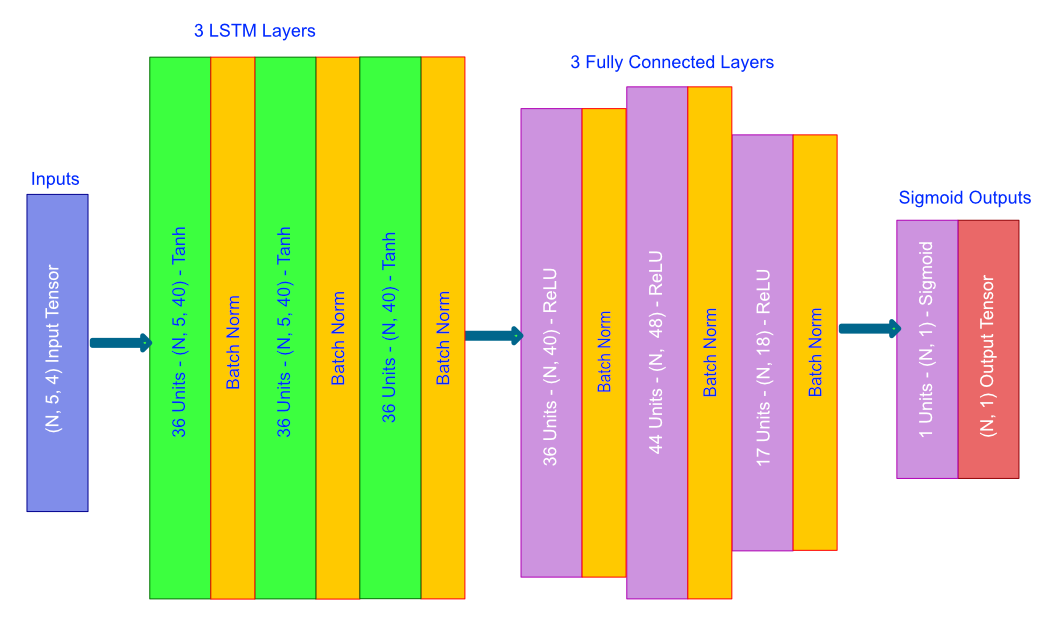 3 LSTM Layers
3 Fully Connected Layers
Inputs
Sigmoid Outputs
(N, 5, 4) Input Tensor
36 Units - (N, 5, 40) - Tanh
Batch Norm
36 Units - (N, 5, 40) - Tanh
Batch Norm
36 Units - (N, 40) - Tanh
Batch Norm
36 Units - (N, 40) - ReLU
Batch Norm
44 Units - (N, 48) - ReLU
Batch Norm
17 Units - (N, 18) - ReLU
Batch Norm
1 Units - (N, 1) - Sigmoid
(N, 1) Output Tensor